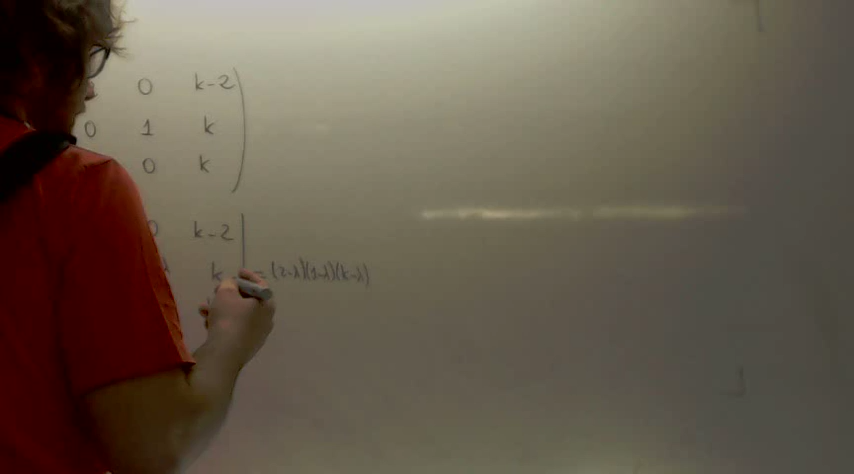 0 k-2
0 1 k
0 k
0 k-2
k = (2-λ)(1-λ)(k-λ)